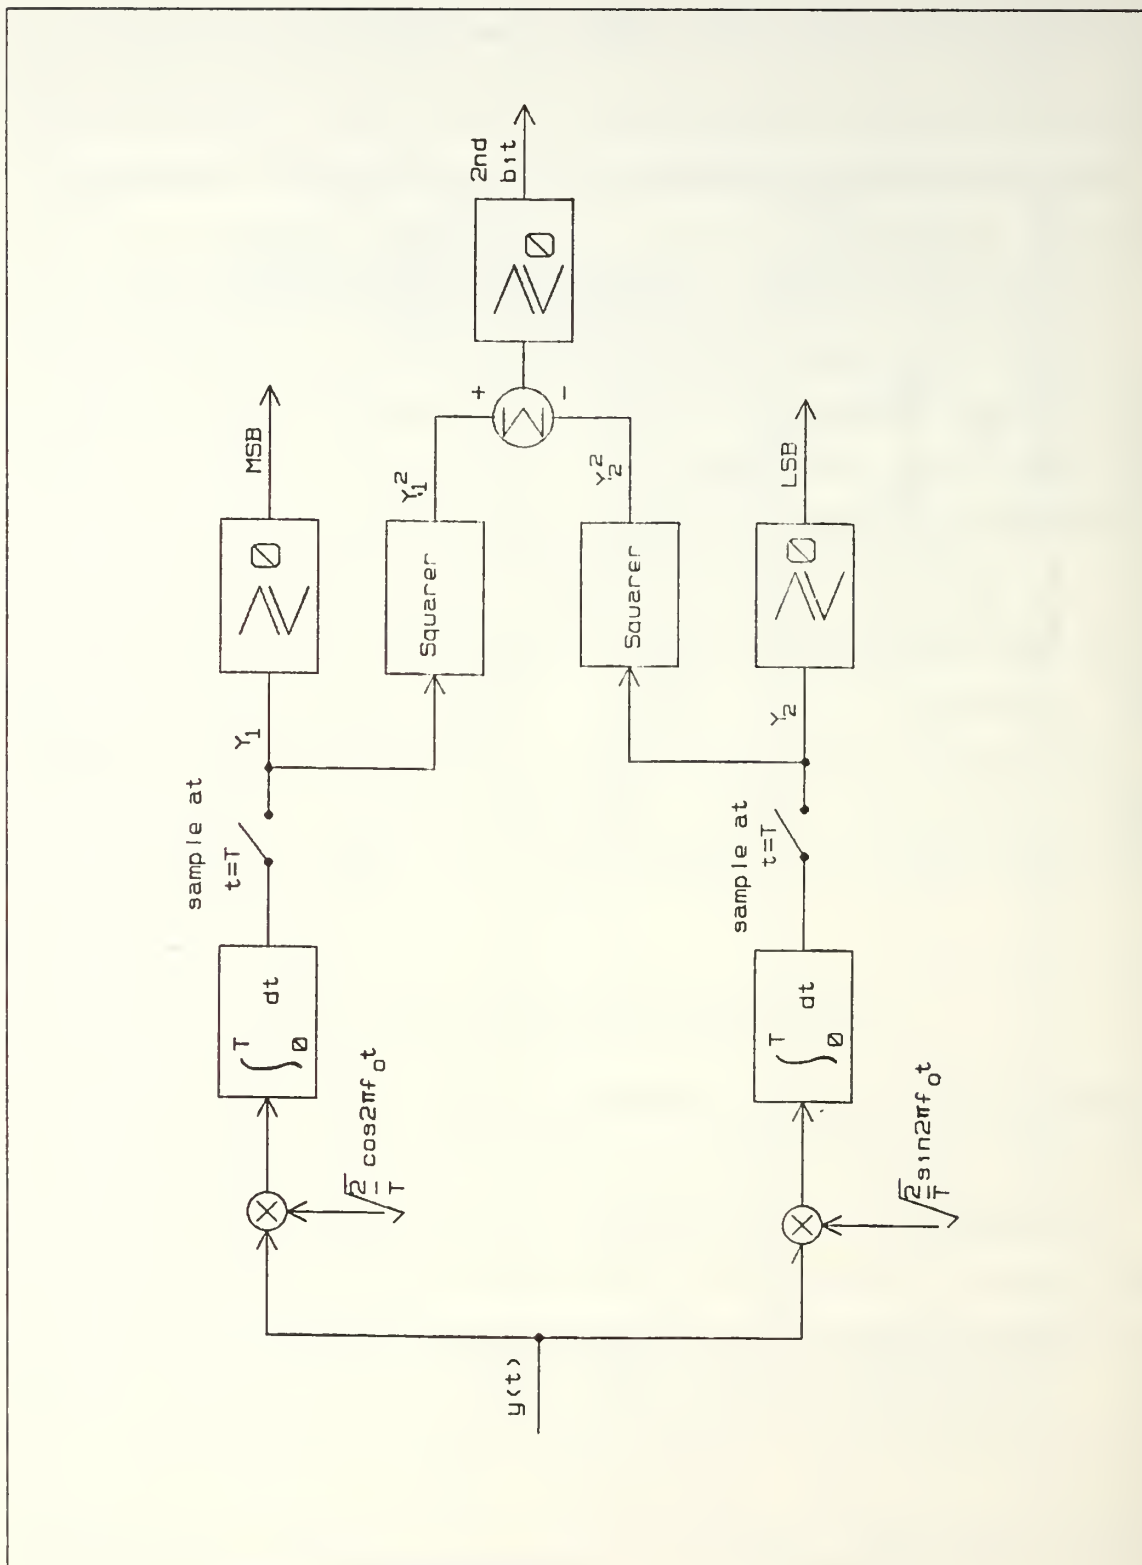 sample at
t=T
Y₁
≷0
MSB
∫₀ᵀ dt
√2/T cos2πf₀t
Squarer
Y₁²
+
2nd
bit
y(t)
Σ
≷0
−
Squarer
Y₂²
sample at
t=T
Y₂
≷0
LSB
∫₀ᵀ dt
√2/T sin2πf₀t